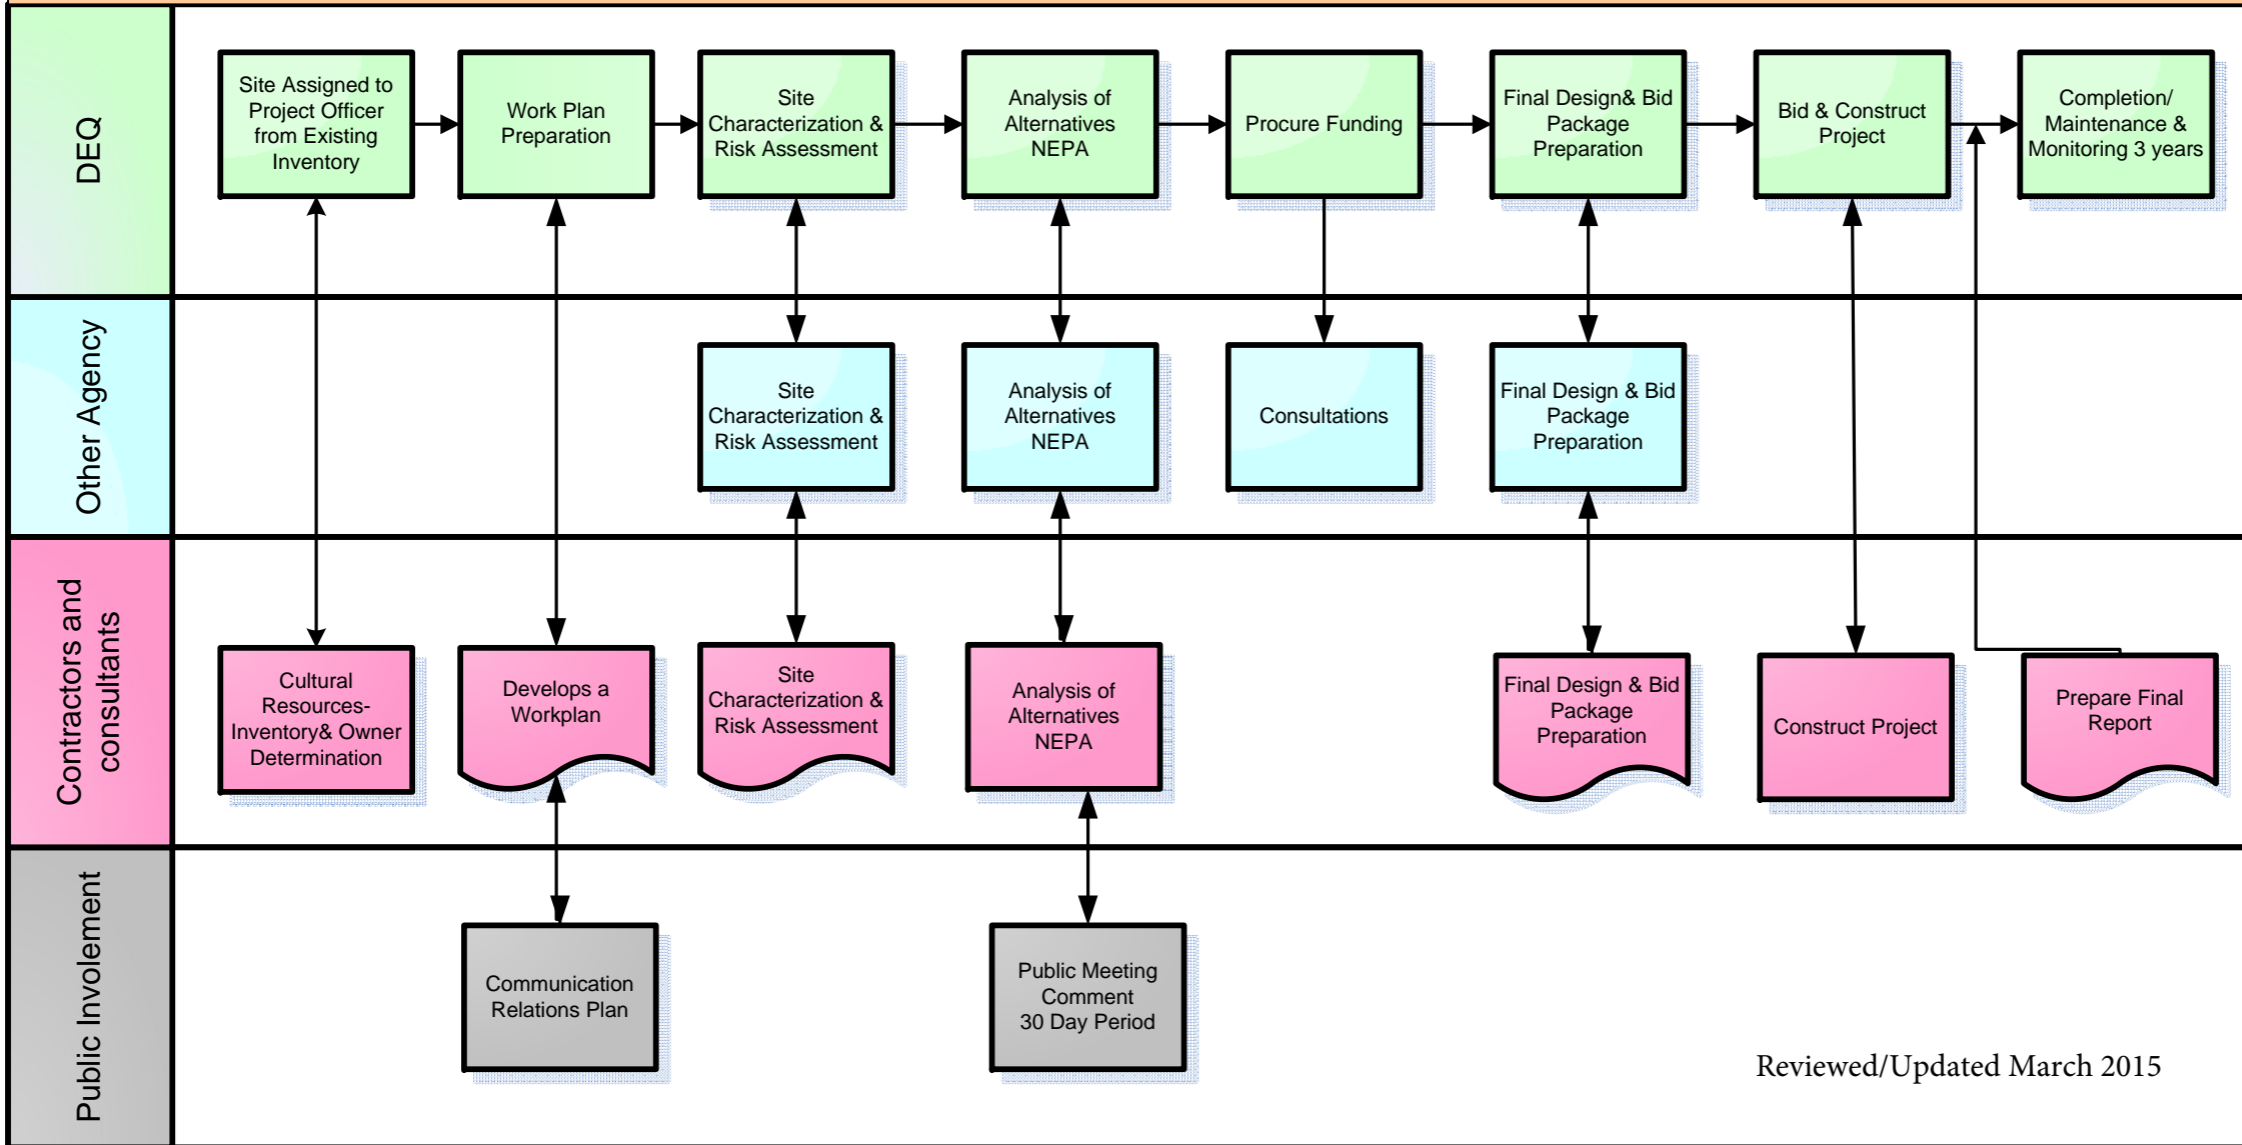 DEQ
Site Assigned to
Project Officer
from Existing
Inventory
Work Plan
Preparation
Site
Characterization &
Risk Assessment
Analysis of
Alternatives
NEPA
Procure Funding
Final Design& Bid
Package
Preparation
Bid & Construct
Project
Completion/
Maintenance &
Monitoring 3 years
Other Agency
Site
Characterization &
Risk Assessment
Analysis of
Alternatives
NEPA
Consultations
Final Design & Bid
Package
Preparation
Contractors and
consultants
Cultural
Resources-
Inventory& Owner
Determination
Develops a
Workplan
Site
Characterization &
Risk Assessment
Analysis of
Alternatives
NEPA
Final Design & Bid
Package
Preparation
Construct Project
Prepare Final
Report
Public Involement
Communication
Relations Plan
Public Meeting
Comment
30 Day Period
Reviewed/Updated March 2015